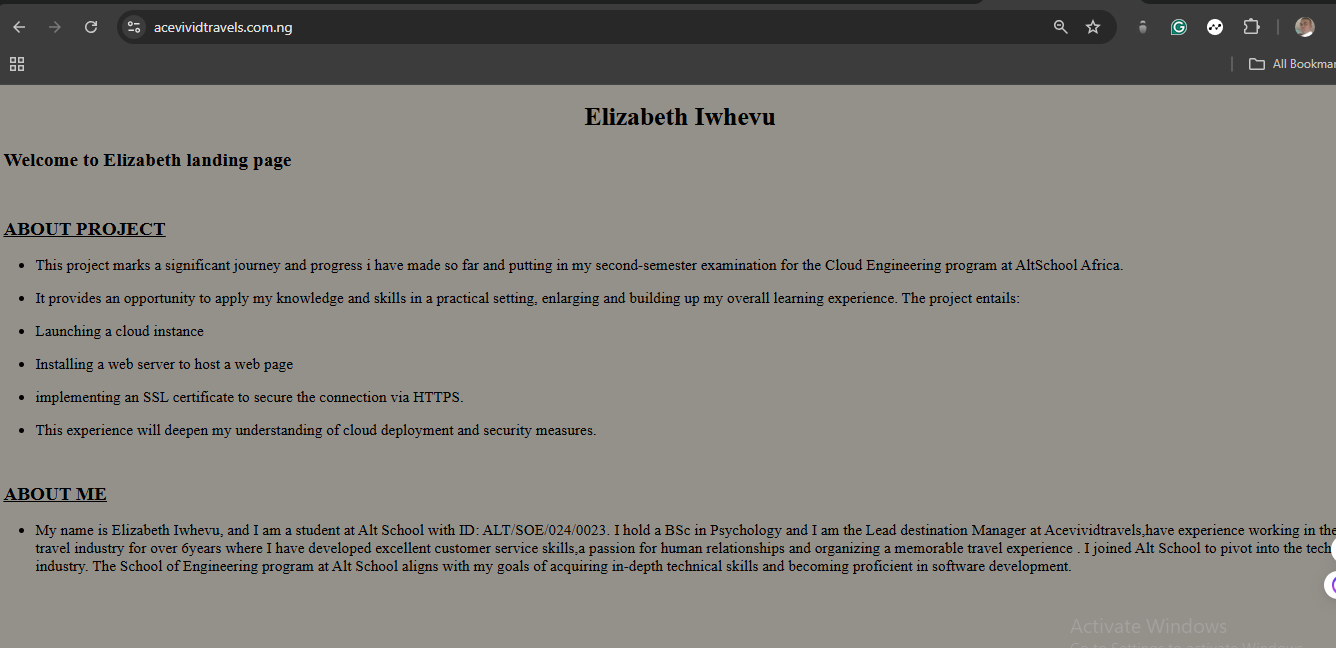 acevividtravels.com.ng
All Bookmar
Elizabeth Iwhevu
Welcome to Elizabeth landing page
ABOUT PROJECT
This project marks a significant journey and progress i have made so far and putting in my second-semester examination for the Cloud Engineering program at AltSchool Africa.
It provides an opportunity to apply my knowledge and skills in a practical setting, enlarging and building up my overall learning experience. The project entails:
Launching a cloud instance
Installing a web server to host a web page
implementing an SSL certificate to secure the connection via HTTPS.
This experience will deepen my understanding of cloud deployment and security measures.
ABOUT ME
My name is Elizabeth Iwhevu, and I am a student at Alt School with ID: ALT/SOE/024/0023. I hold a BSc in Psychology and I am the Lead destination Manager at Acevividtravels,have experience working in the
travel industry for over 6years where I have developed excellent customer service skills,a passion for human relationships and organizing a memorable travel experience . I joined Alt School to pivot into the tech
industry. The School of Engineering program at Alt School aligns with my goals of acquiring in-depth technical skills and becoming proficient in software development.
Activate Windows
Go to Settings to activate Windows.